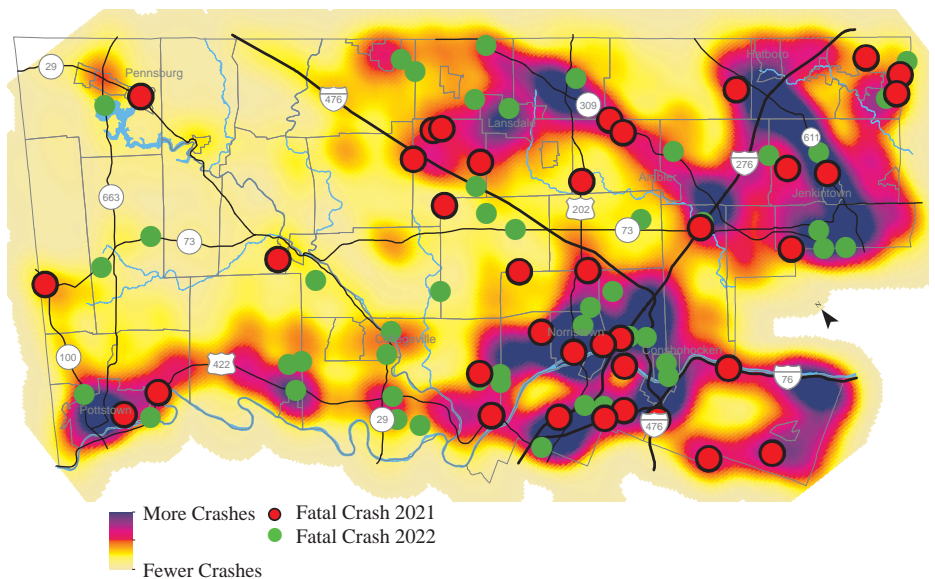 29
Pennsburg
Hatboro
476
309
Lansdale
611
276
Ambler
Jenkintown
663
202
73
73
Norristown
Conshohocken
Collegeville
100
422
76
Pottstown
29
476
N
More Crashes
Fatal Crash 2021
Fatal Crash 2022
Fewer Crashes